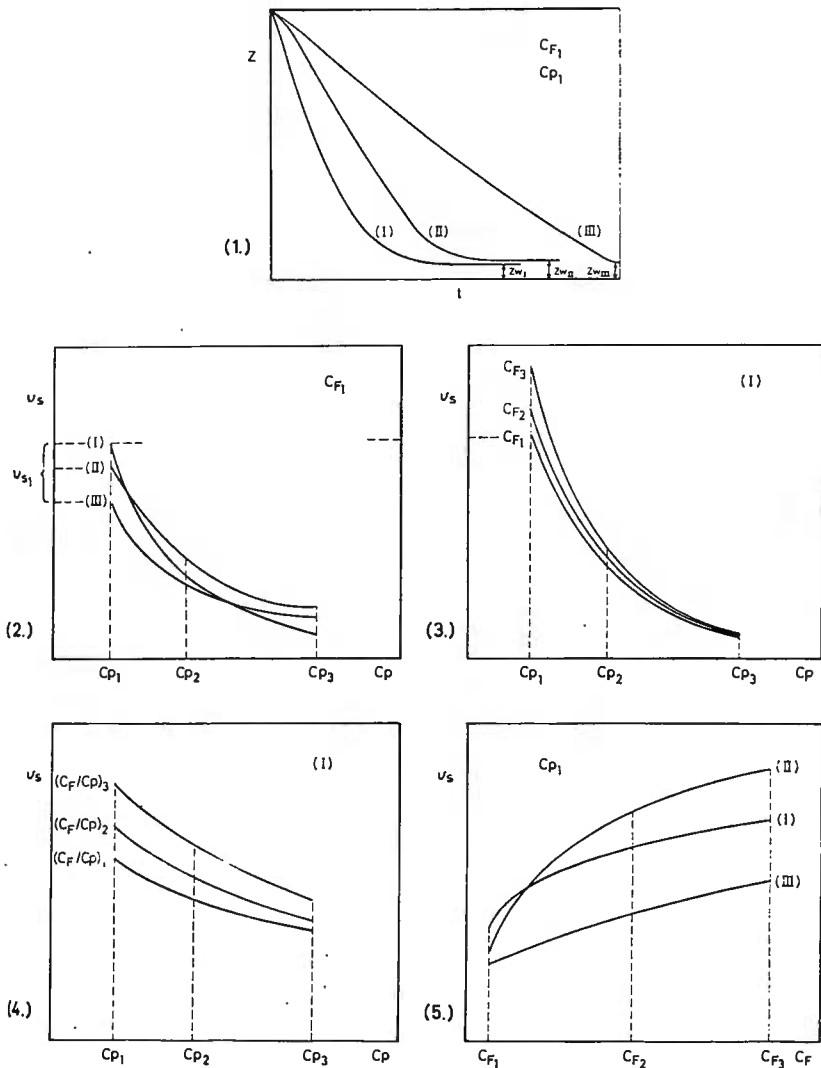 C_F1
Z
Cp1
(I) (II) (III)
(1.)
Zw_I Zw_II Zw_III
t
C_F1
υs
(I)
υs1 (II)
(III)
(2.)
Cp1 Cp2 Cp3 Cp
C_F3 (I)
υs
C_F2
C_F1
(3.)
Cp1 Cp2 Cp3 Cp
υs (I)
(C_F/Cp)3
(C_F/Cp)2
(C_F/Cp)1
(4.)
Cp1 Cp2 Cp3 Cp
υs Cp1 (II)
(I)
(III)
(5.)
C_F1 C_F2 C_F3 C_F